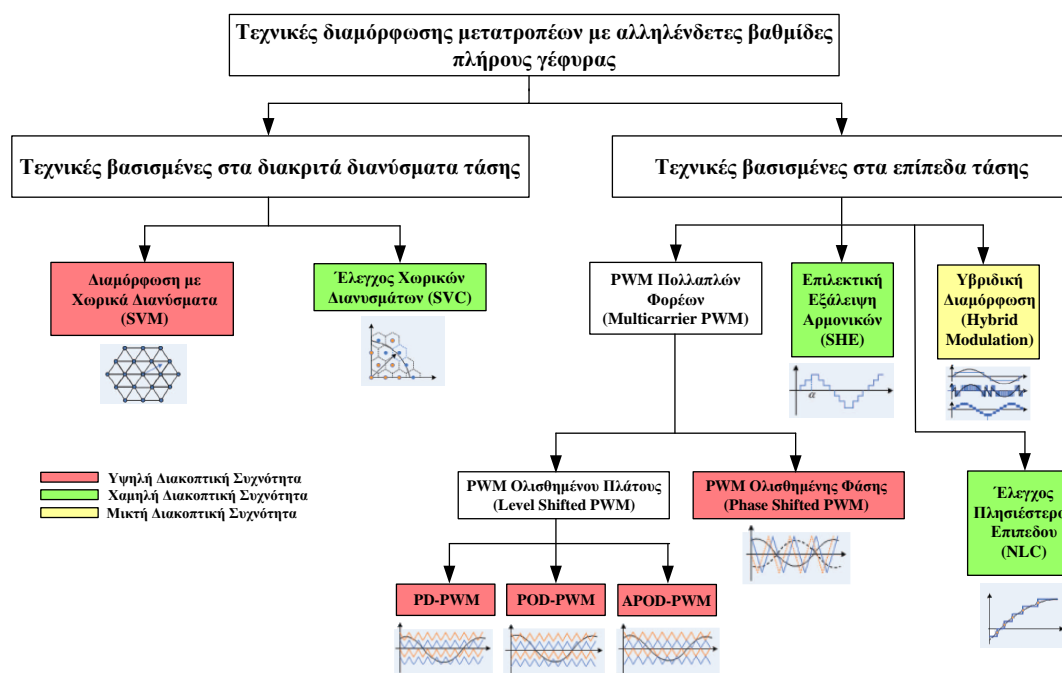 Τεχνικές διαμόρφωσης μετατροπέων με αλληλένδετες βαθμίδες
πλήρους γέφυρας
Τεχνικές βασισμένες στα διακριτά διανύσματα τάσης
Τεχνικές βασισμένες στα επίπεδα τάσης
Διαμόρφωση με
Χωρικά Διανύσματα
(SVM)
Έλεγχος Χωρικών
Διανυσμάτων (SVC)
PWM Πολλαπλών
Φορέων
(Multicarrier PWM)
Επιλεκτική
Εξάλειψη
Αρμονικών
(SHE)
Υβριδική
Διαμόρφωση
(Hybrid
Modulation)
α
Υψηλή Διακοπτική Συχνότητα
Χαμηλή Διακοπτική Συχνότητα
Μικτή Διακοπτική Συχνότητα
PWM Ολισθημένου Πλάτους
(Level Shifted PWM)
PWM Ολισθημένης Φάσης
(Phase Shifted PWM)
Έλεγχος
Πλησιέστερο
Επιπεδου
(NLC)
PD-PWM
POD-PWM
APOD-PWM